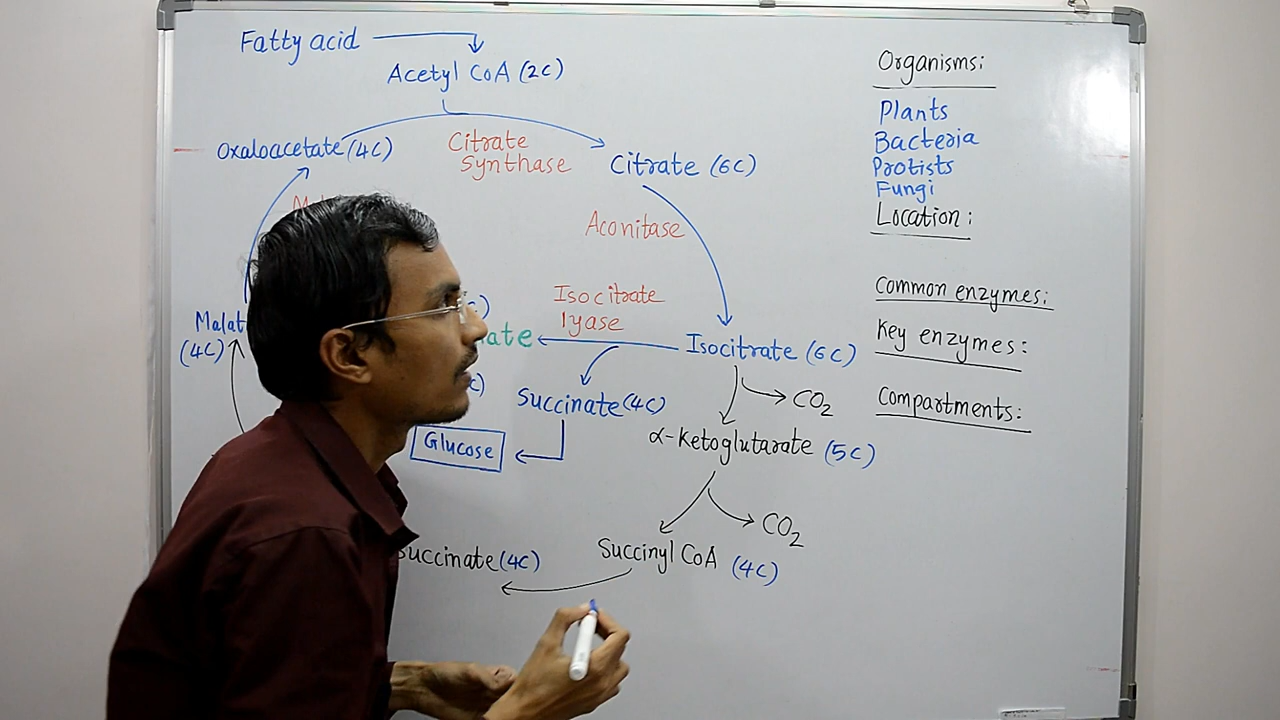 Fatty acid
Acetyl CoA (2C)
Oxaloacetate (4C)
Citrate
Synthase
Citrate (6C)
Aconitase
Isocitrate
lyase
Isocitrate (6C)
CO2
Succinate (4C)
Glucose
α-Ketoglutarate (5C)
CO2
Succinyl CoA (4C)
Succinate (4C)
(4C)
Organisms:
Plants
Bacteria
Protists
Fungi
Location:
Common enzymes:
Key enzymes:
Compartments: